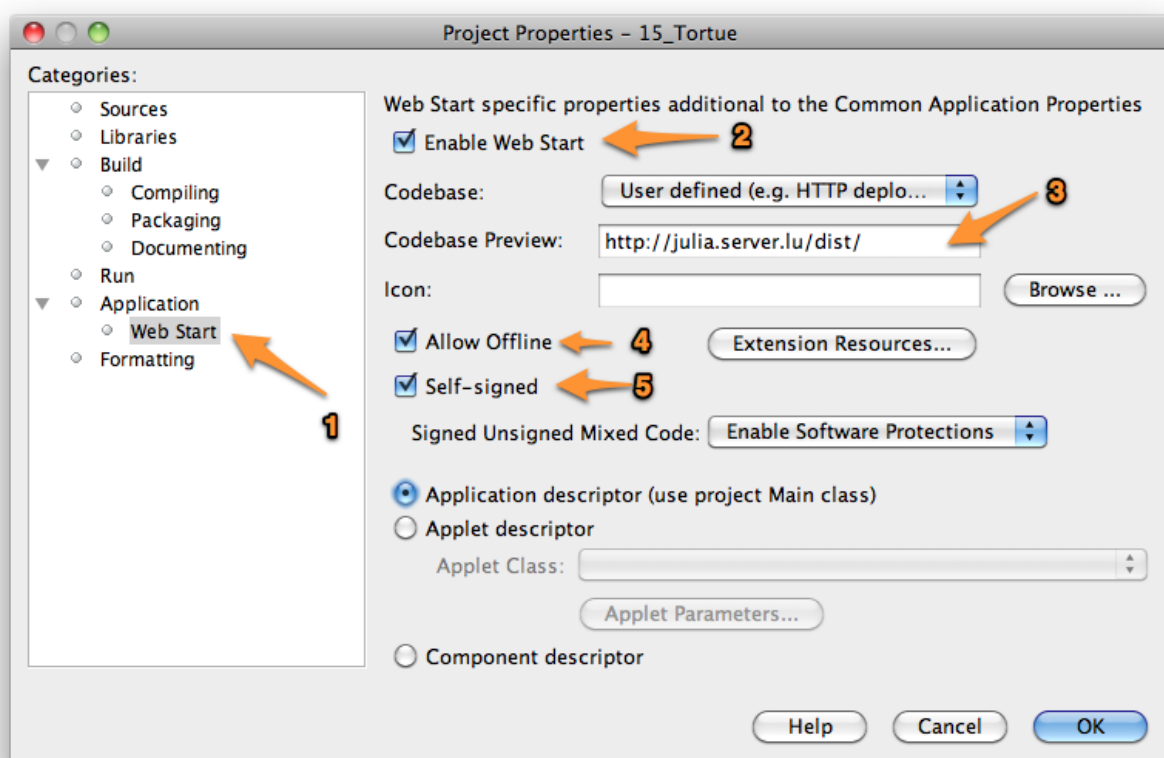 Project Properties – 15_Tortue
Categories:
Sources
Libraries
Build
Compiling
Packaging
Documenting
Run
Application
Web Start
Formatting
1
Web Start specific properties additional to the Common Application Properties
Enable Web Start
2
Codebase:
User defined (e.g. HTTP deplo...
3
Codebase Preview:
http://julia.server.lu/dist/
Icon:
Browse ...
Allow Offline
4
Extension Resources...
Self-signed
5
Signed Unsigned Mixed Code:
Enable Software Protections
Application descriptor (use project Main class)
Applet descriptor
Applet Class:
Applet Parameters...
Component descriptor
Help
Cancel
OK